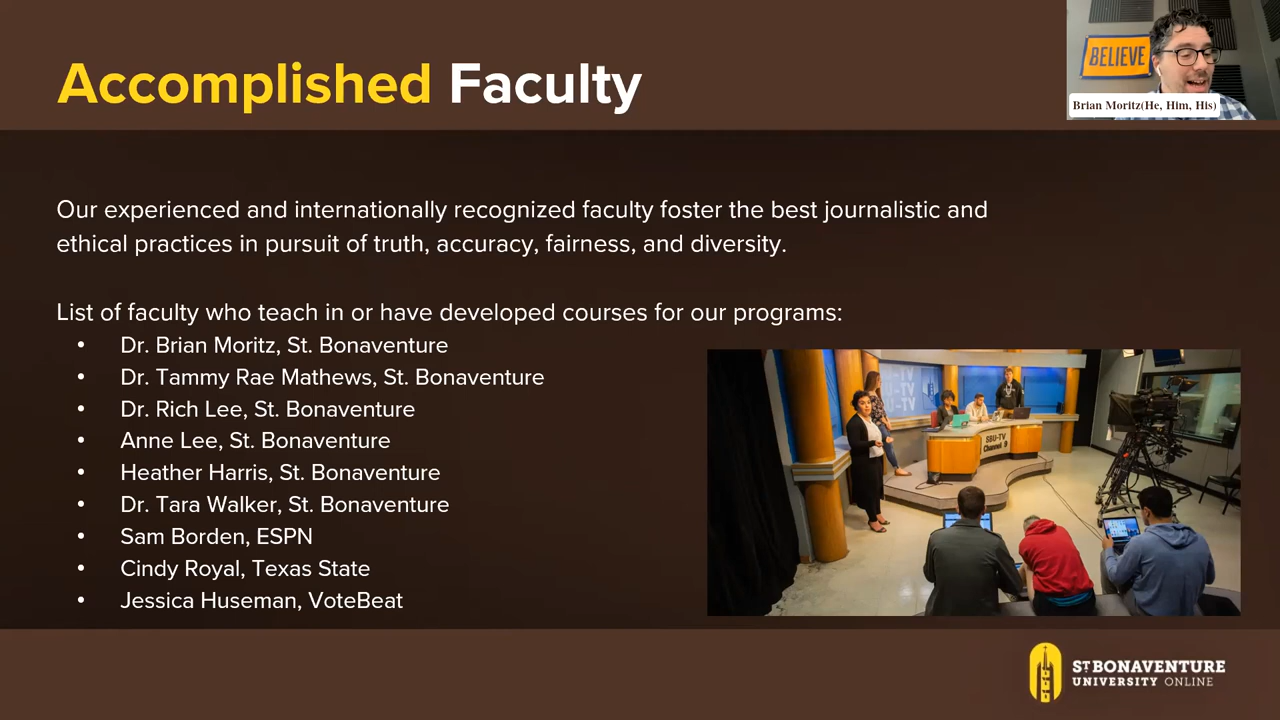 Accomplished Faculty
BELIEVE
Brian Moritz(He, Him, His)
Our experienced and internationally recognized faculty foster the best journalistic and
ethical practices in pursuit of truth, accuracy, fairness, and diversity.
List of faculty who teach in or have developed courses for our programs:
• Dr. Brian Moritz, St. Bonaventure
• Dr. Tammy Rae Mathews, St. Bonaventure
• Dr. Rich Lee, St. Bonaventure
• Anne Lee, St. Bonaventure
• Heather Harris, St. Bonaventure
• Dr. Tara Walker, St. Bonaventure
• Sam Borden, ESPN
• Cindy Royal, Texas State
• Jessica Huseman, VoteBeat
SBU-TV
Channel 9
ST. BONAVENTURE
UNIVERSITY ONLINE